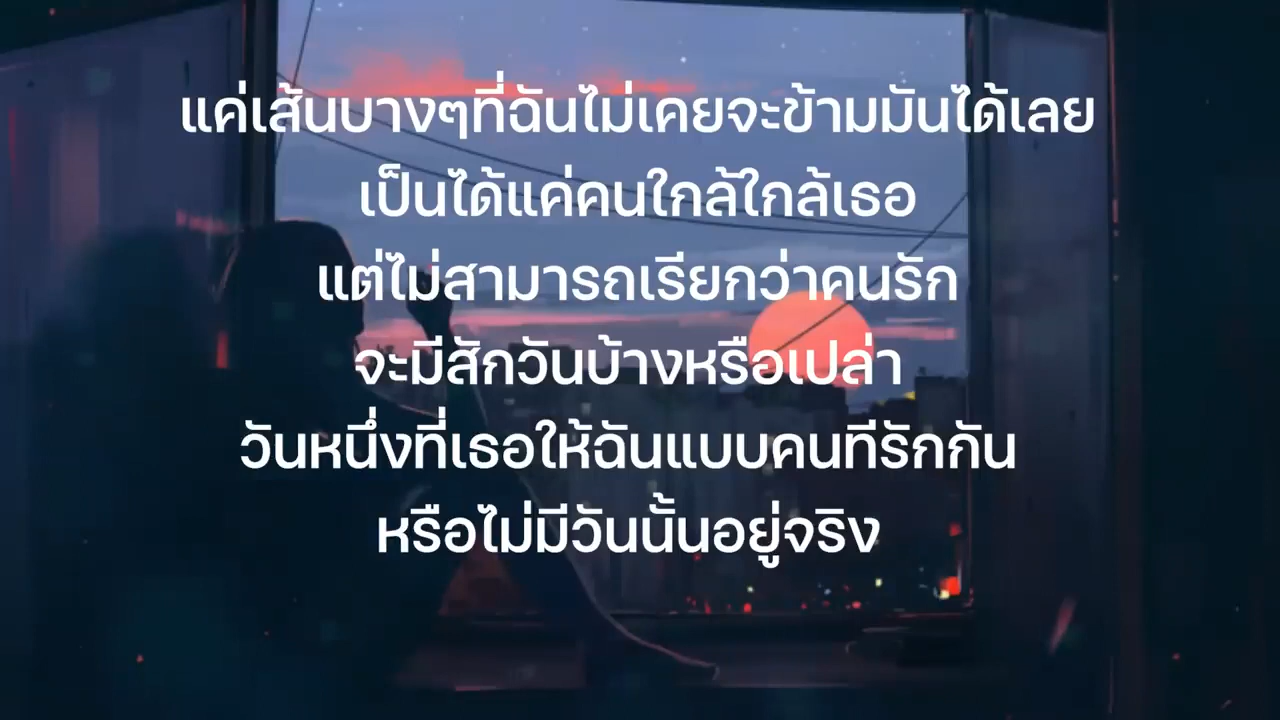 แค่เส้นบางๆที่ฉันไม่เคยจะข้ามมันได้เลย
เป็นได้แค่คนใกล้ใกล้เธอ
แต่ไม่สามารถเรียกว่าคนรัก
จะมีสักวันบ้างหรือเปล่า
วันหนึ่งที่เธอให้ฉันแบบคนทีรักกัน
หรือไม่มีวันนั้นอยู่จริง